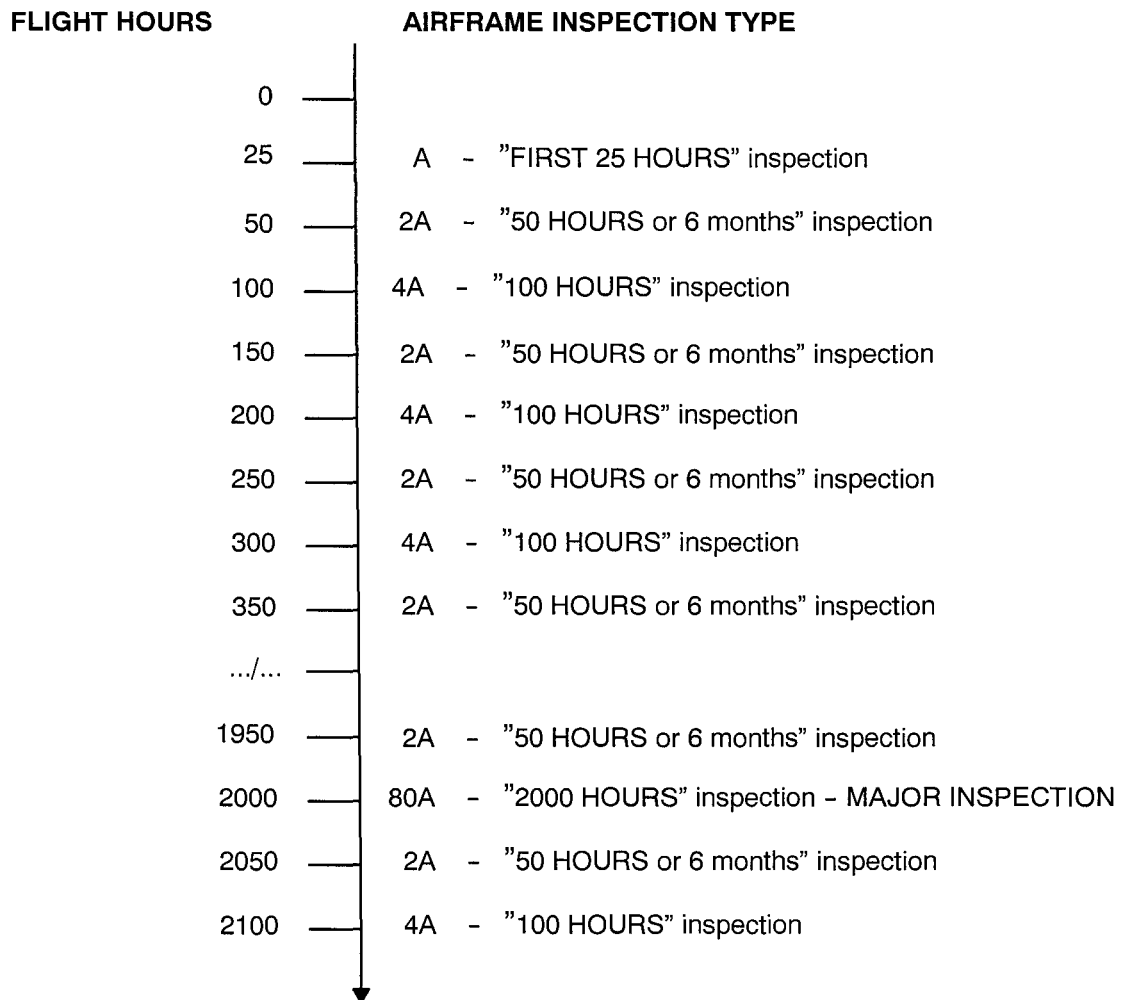 FLIGHT HOURS AIRFRAME INSPECTION TYPE
0
25 A - "FIRST 25 HOURS" inspection
50 2A - "50 HOURS or 6 months" inspection
100 4A - "100 HOURS" inspection
150 2A - "50 HOURS or 6 months" inspection
200 4A - "100 HOURS" inspection
250 2A - "50 HOURS or 6 months" inspection
300 4A - "100 HOURS" inspection
350 2A - "50 HOURS or 6 months" inspection
.../...
1950 2A - "50 HOURS or 6 months" inspection
2000 80A - "2000 HOURS" inspection - MAJOR INSPECTION
2050 2A - "50 HOURS or 6 months" inspection
2100 4A - "100 HOURS" inspection